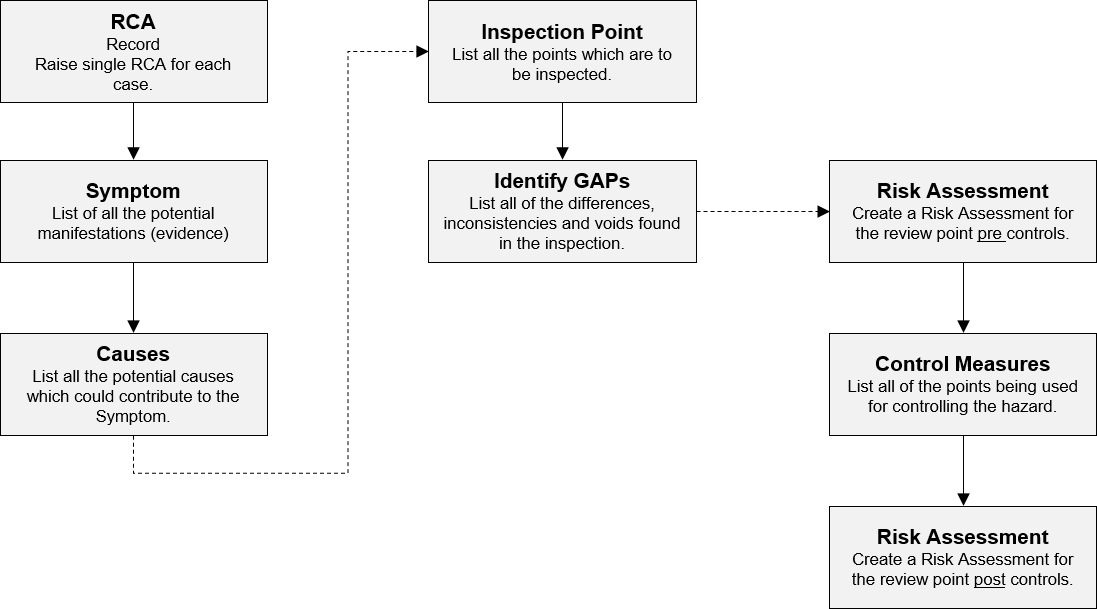 RCA
Record
Raise single RCA for each
case.
Symptom
List of all the potential
manifestations (evidence)
Causes
List all the potential causes
which could contribute to the
Symptom.
Inspection Point
List all the points which are to
be inspected.
Identify GAPs
List all of the differences,
inconsistencies and voids found
in the inspection.
Risk Assessment
Create a Risk Assessment for
the review point pre controls.
Control Measures
List all of the points being used
for controlling the hazard.
Risk Assessment
Create a Risk Assessment for
the review point post controls.